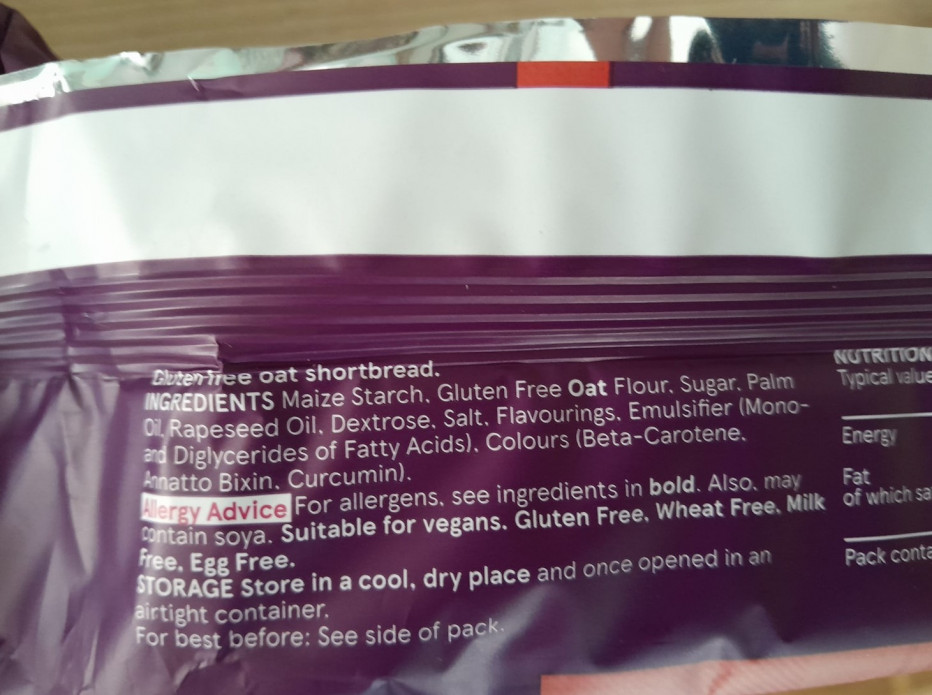 Gluten free oat shortbread.
INGREDIENTS Maize Starch, Gluten Free Oat Flour, Sugar, Palm
Oil, Rapeseed Oil, Dextrose, Salt, Flavourings, Emulsifier (Mono-
and Diglycerides of Fatty Acids), Colours (Beta-Carotene,
Annatto Bixin, Curcumin).
Allergy Advice For allergens, see ingredients in bold. Also, may
contain soya. Suitable for vegans, Gluten Free, Wheat Free, Milk
Free, Egg Free.
STORAGE Store in a cool, dry place and once opened in an
airtight container.
For best before: See side of pack.
NUTRITION
Typical value
Energy
Fat
of which sa
Pack conta